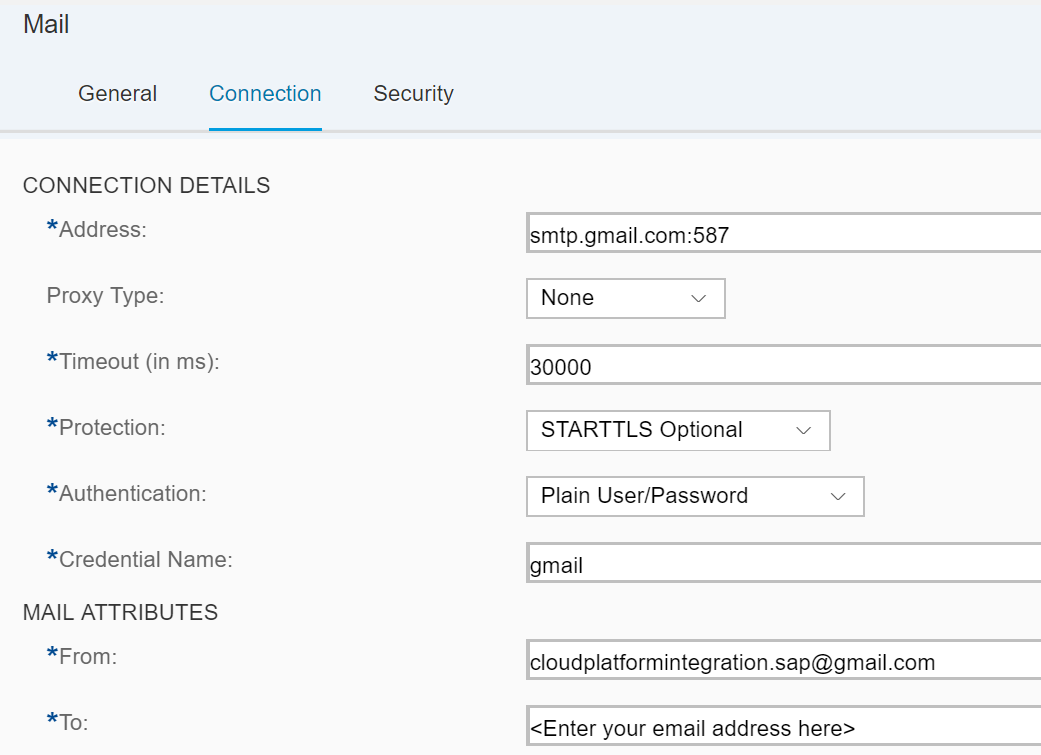 Mail
General Connection Security
CONNECTION DETAILS
*Address: smtp.gmail.com:587
Proxy Type: None
*Timeout (in ms): 30000
*Protection: STARTTLS Optional
*Authentication: Plain User/Password
*Credential Name: gmail
MAIL ATTRIBUTES
*From: cloudplatformintegration.sap@gmail.com
*To: <Enter your email address here>